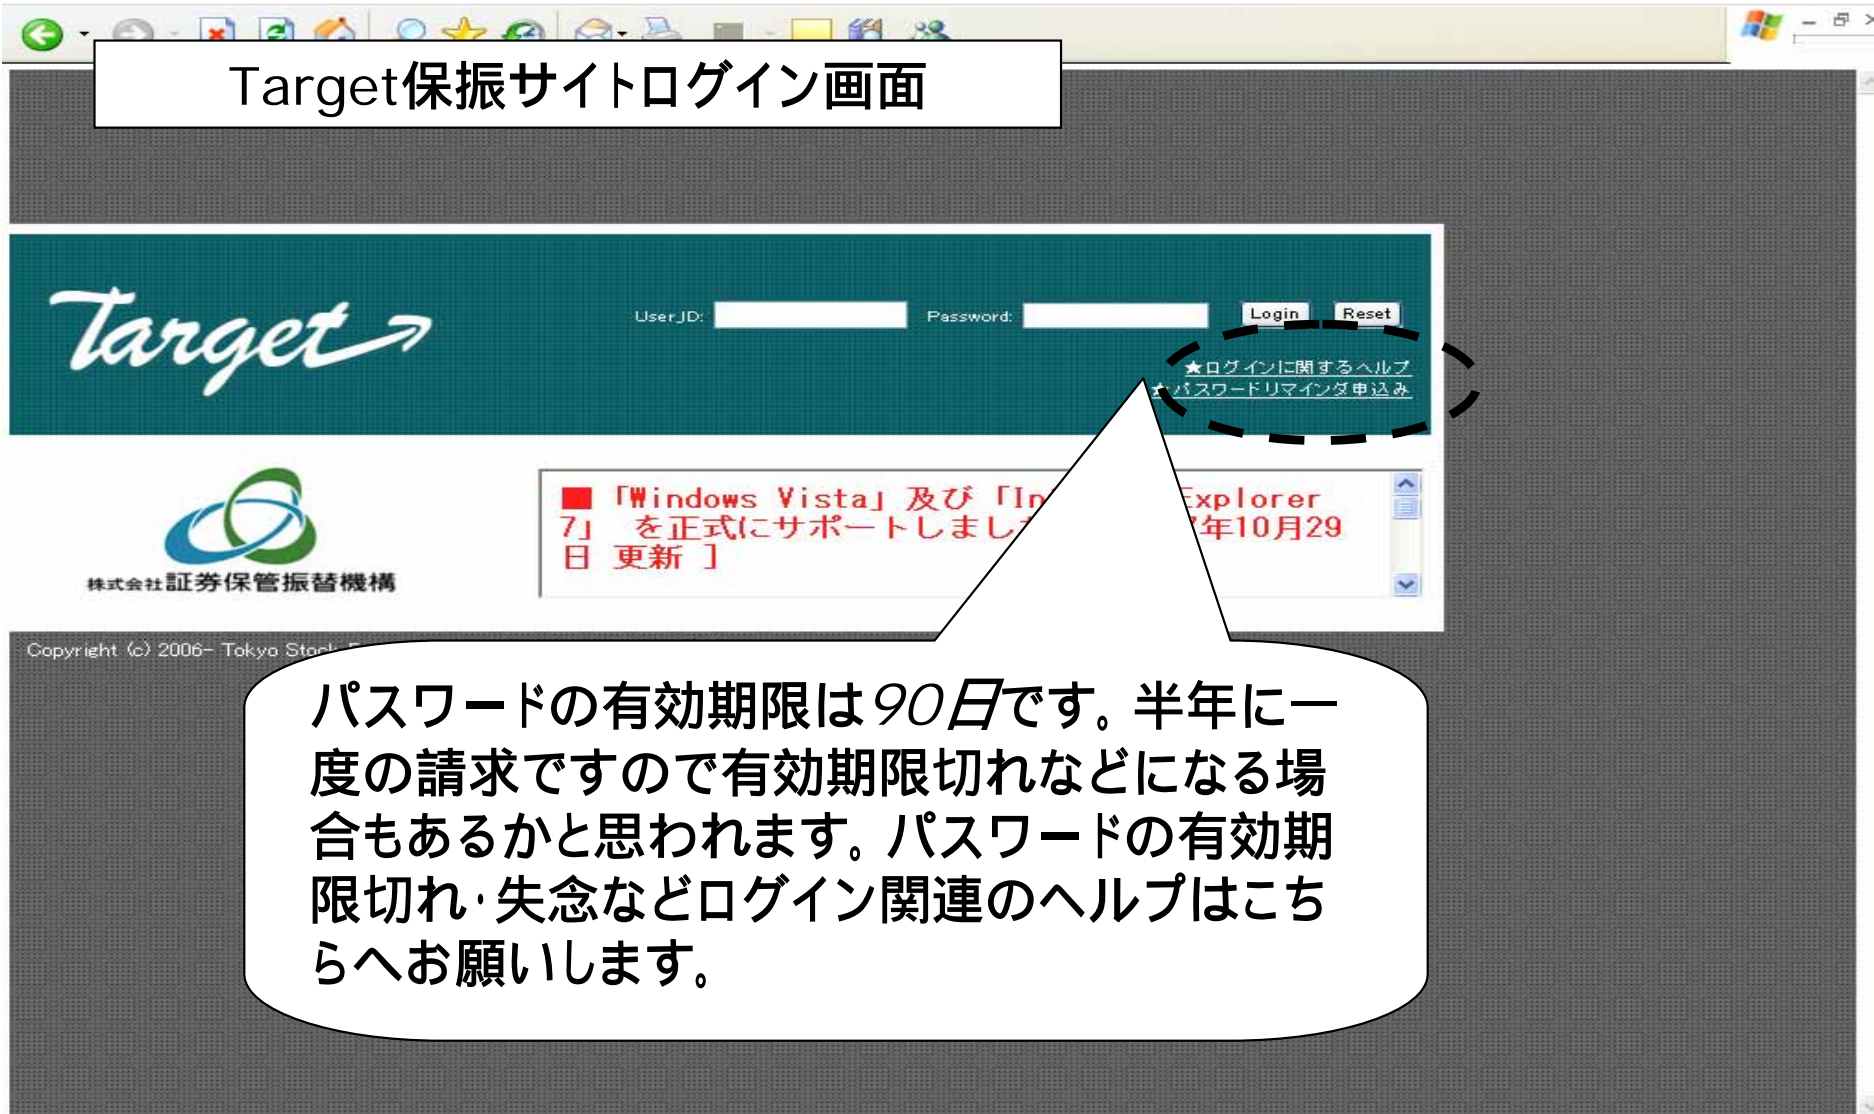 Target保振サイトログイン画面
Target
User_ID:
Password:
Login
Reset
★ログインに関するヘルプ
★パスワードリマインダ申込み
■「Windows Vista」及び「In Explorer
7」 を正式にサポートしまし 年10月29
日 更新 ]
株式会社証券保管振替機構
Copyright (c) 2006- Tokyo Stock
パスワードの有効期限は90日です。半年に一
度の請求ですので有効期限切れなどになる場
合もあるかと思われます。パスワードの有効期
限切れ・失念などログイン関連のヘルプはこち
らへお願いします。